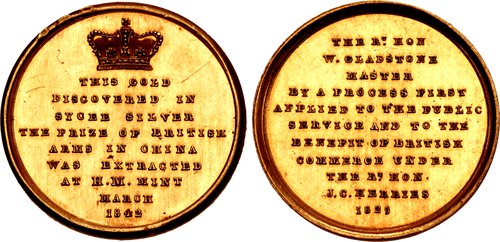 THIS GOLD
DISCOVERED IN
SYCEE SILVER
THE PRIZE OF BRITISH
ARMS IN CHINA
WAS EXTRACTED
AT H.M. MINT
MARCH
1842
THE RT. HON
W. GLADSTONE
MASTER
BY A PROCESS FIRST
APPLIED TO THE PUBLIC
SERVICE AND TO THE
BENEFIT OF BRITISH
COMMERCE UNDER
THE RT. HON.
J.C. HERRIES
1829